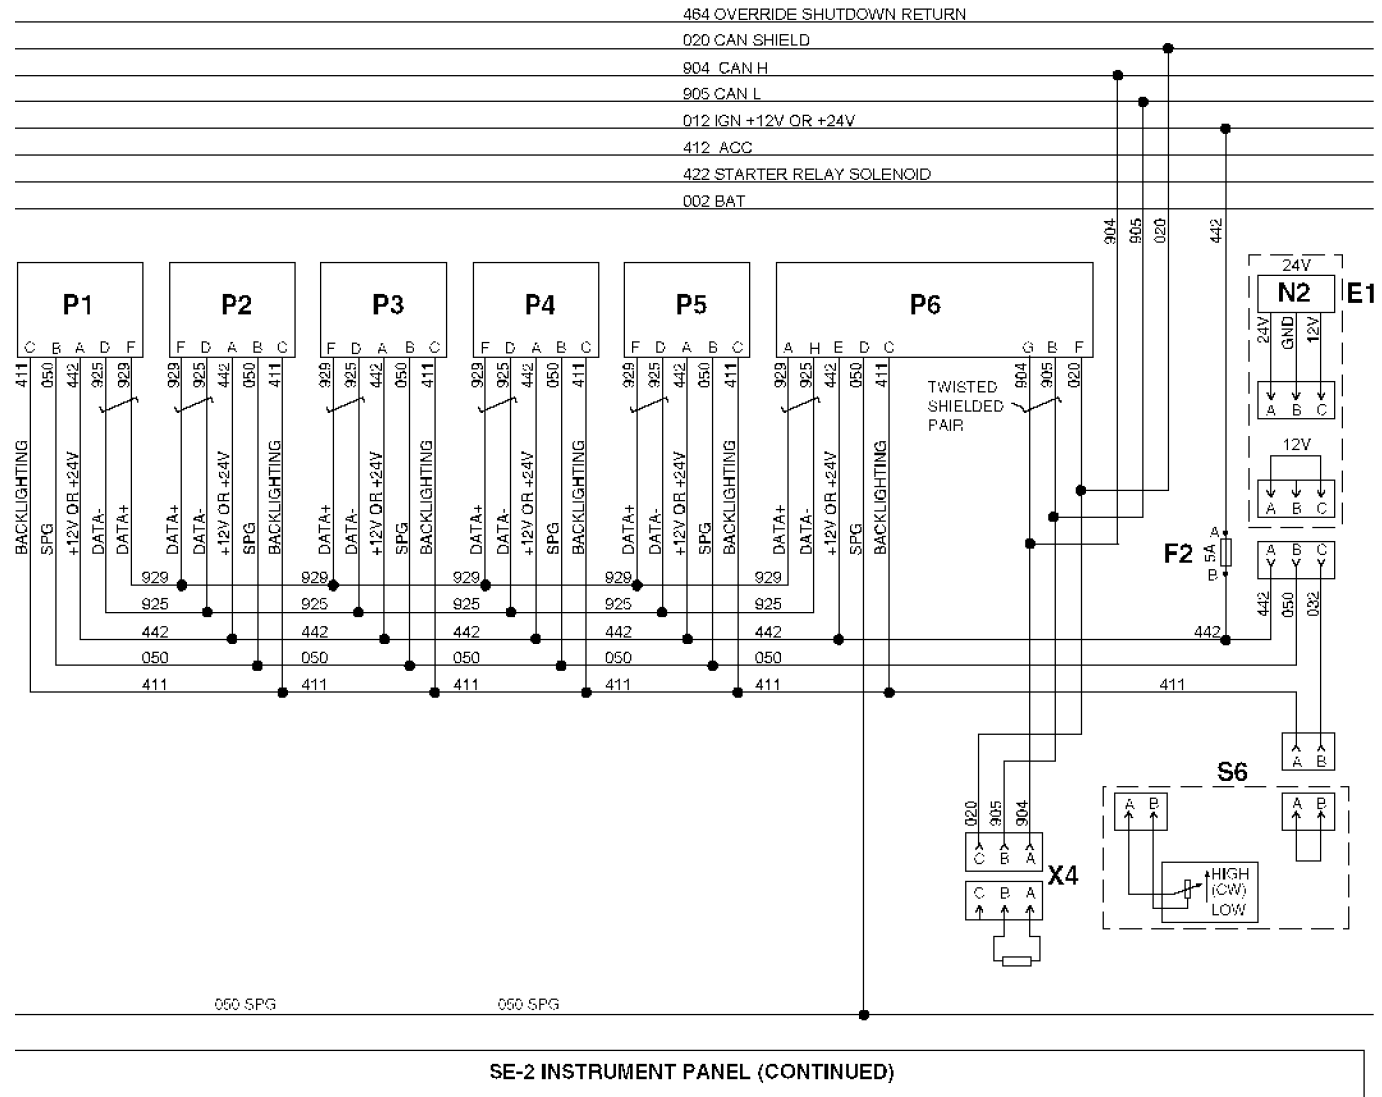 464 OVERRIDE SHUTDOWN RETURN
020 CAN SHIELD
904 CAN H
905 CAN L
012 IGN +12V OR +24V
412 ACC
422 STARTER RELAY SOLENOID
002 BAT
904 905 020 442
P1 P2 P3 P4 P5 P6
24V
N2 E1
24V GND 12V
C B A D F
F D A B C
F D A B C
F D A B C
F D A B C
A H E D C
G B F
411 050 442 925 929
929 925 442 050 411
929 925 442 050 411
929 925 442 050 411
929 925 442 050 411
929 925 442 050 411
904 905 020
TWISTED
SHIELDED
PAIR
A B C
12V
A B C
BACKLIGHTING SPG +12V OR +24V DATA- DATA+
DATA+ DATA- +12V OR +24V SPG BACKLIGHTING
DATA+ DATA- +12V OR +24V SPG BACKLIGHTING
DATA+ DATA- +12V OR +24V SPG BACKLIGHTING
DATA+ DATA- +12V OR +24V SPG BACKLIGHTING
DATA+ DATA- +12V OR +24V SPG BACKLIGHTING
A
F2 5A
B
A B C
442 050 032
929 929 929 929 929
925 925 925 925 925
442 442 442 442 442 442
050 050 050 050 050
411 411 411 411 411 411
A B
S6
A B
A B
020 905 904
C B A
X4
C B A
HIGH
(CW)
LOW
050 SPG 050 SPG
SE-2 INSTRUMENT PANEL (CONTINUED)